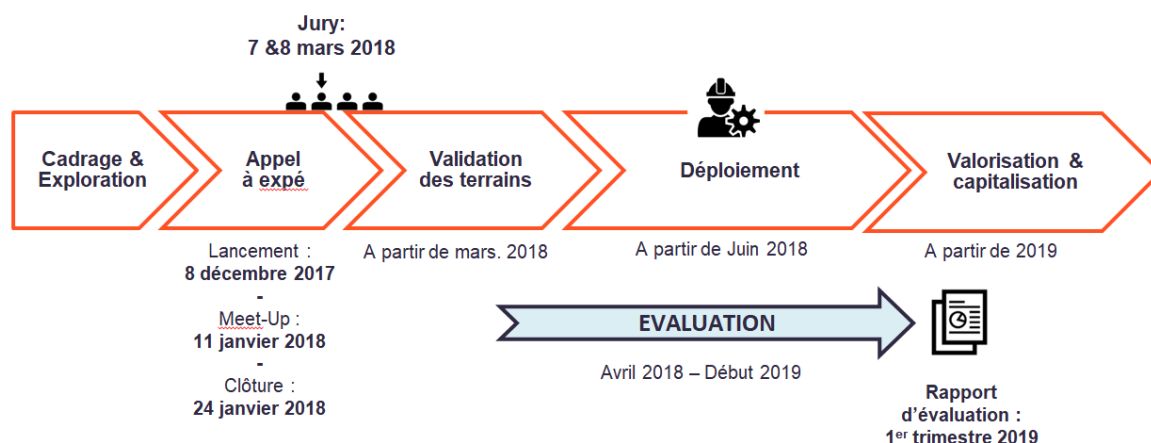 Jury:
7 &8 mars 2018
Cadrage &
Exploration
Appel
à expé
Validation
des terrains
Déploiement
Valorisation &
capitalisation
Lancement :
8 décembre 2017
-
Meet-Up :
11 janvier 2018
-
Clôture :
24 janvier 2018
A partir de mars. 2018
A partir de Juin 2018
A partir de 2019
EVALUATION
Avril 2018 – Début 2019
Rapport
d'évaluation :
1er trimestre 2019